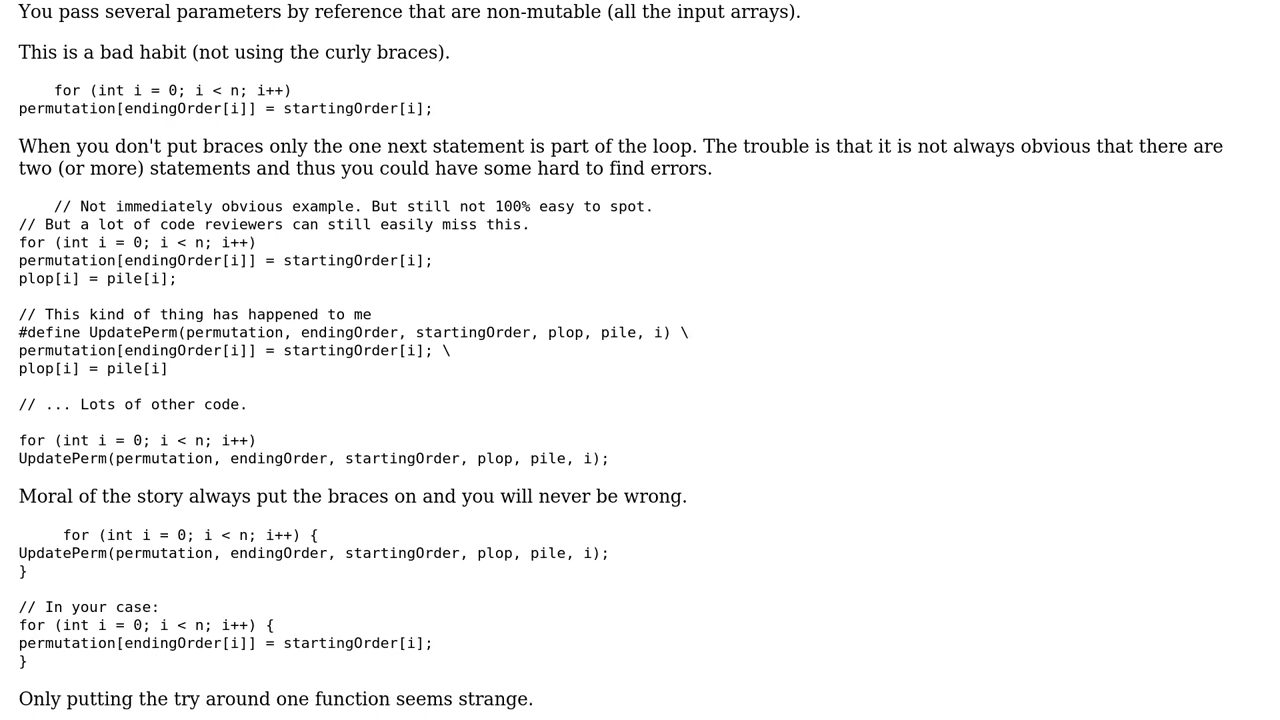 You pass several parameters by reference that are non-mutable (all the input arrays).
This is a bad habit (not using the curly braces).
for (int i = 0; i < n; i++)
permutation[endingOrder[i]] = startingOrder[i];
When you don't put braces only the one next statement is part of the loop. The trouble is that it is not always obvious that there are
two (or more) statements and thus you could have some hard to find errors.
// Not immediately obvious example. But still not 100% easy to spot.
// But a lot of code reviewers can still easily miss this.
for (int i = 0; i < n; i++)
permutation[endingOrder[i]] = startingOrder[i];
plop[i] = pile[i];
// This kind of thing has happened to me
#define UpdatePerm(permutation, endingOrder, startingOrder, plop, pile, i) \
permutation[endingOrder[i]] = startingOrder[i]; \
plop[i] = pile[i]
// ... Lots of other code.
for (int i = 0; i < n; i++)
UpdatePerm(permutation, endingOrder, startingOrder, plop, pile, i);
Moral of the story always put the braces on and you will never be wrong.
for (int i = 0; i < n; i++) {
UpdatePerm(permutation, endingOrder, startingOrder, plop, pile, i);
}
// In your case:
for (int i = 0; i < n; i++) {
permutation[endingOrder[i]] = startingOrder[i];
}
Only putting the try around one function seems strange.